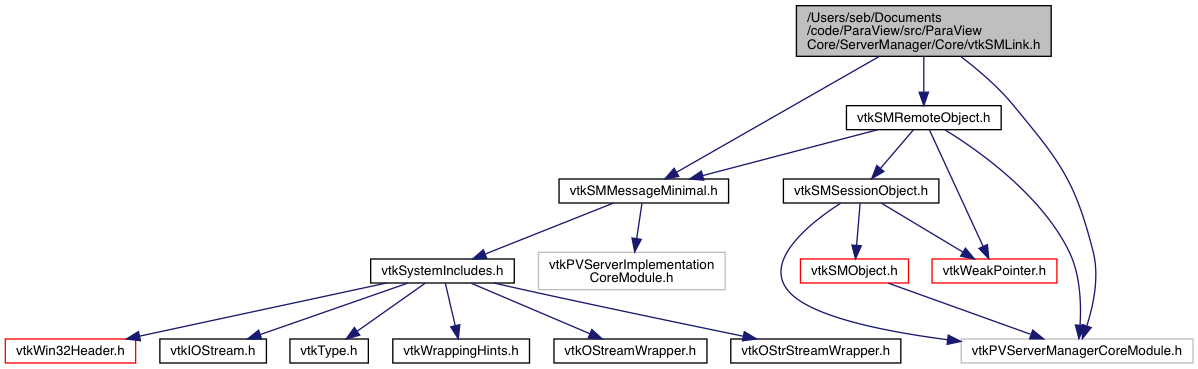 /Users/seb/Documents
/code/ParaView/src/ParaView
Core/ServerManager/Core/vtkSMLink.h
vtkSMRemoteObject.h
vtkSMMessageMinimal.h
vtkSMSessionObject.h
vtkSystemIncludes.h
vtkPVServerImplementation
CoreModule.h
vtkSMObject.h
vtkWeakPointer.h
vtkWin32Header.h
vtkIOStream.h
vtkType.h
vtkWrappingHints.h
vtkOStreamWrapper.h
vtkOStrStreamWrapper.h
vtkPVServerManagerCoreModule.h